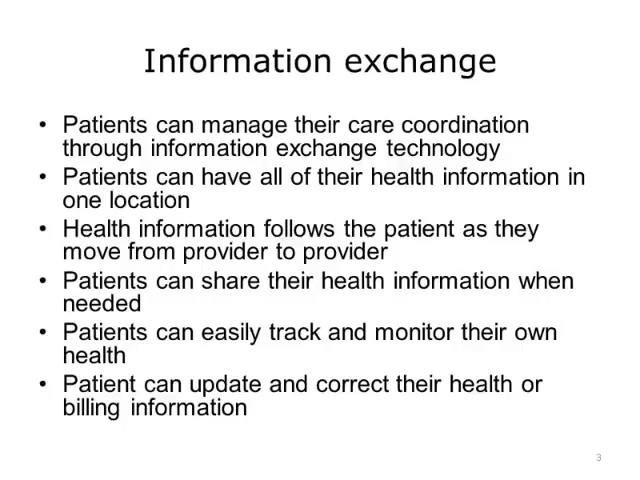 Information exchange
• Patients can manage their care coordination
through information exchange technology
• Patients can have all of their health information in
one location
• Health information follows the patient as they
move from provider to provider
• Patients can share their health information when
needed
• Patients can easily track and monitor their own
health
• Patient can update and correct their health or
billing information
3